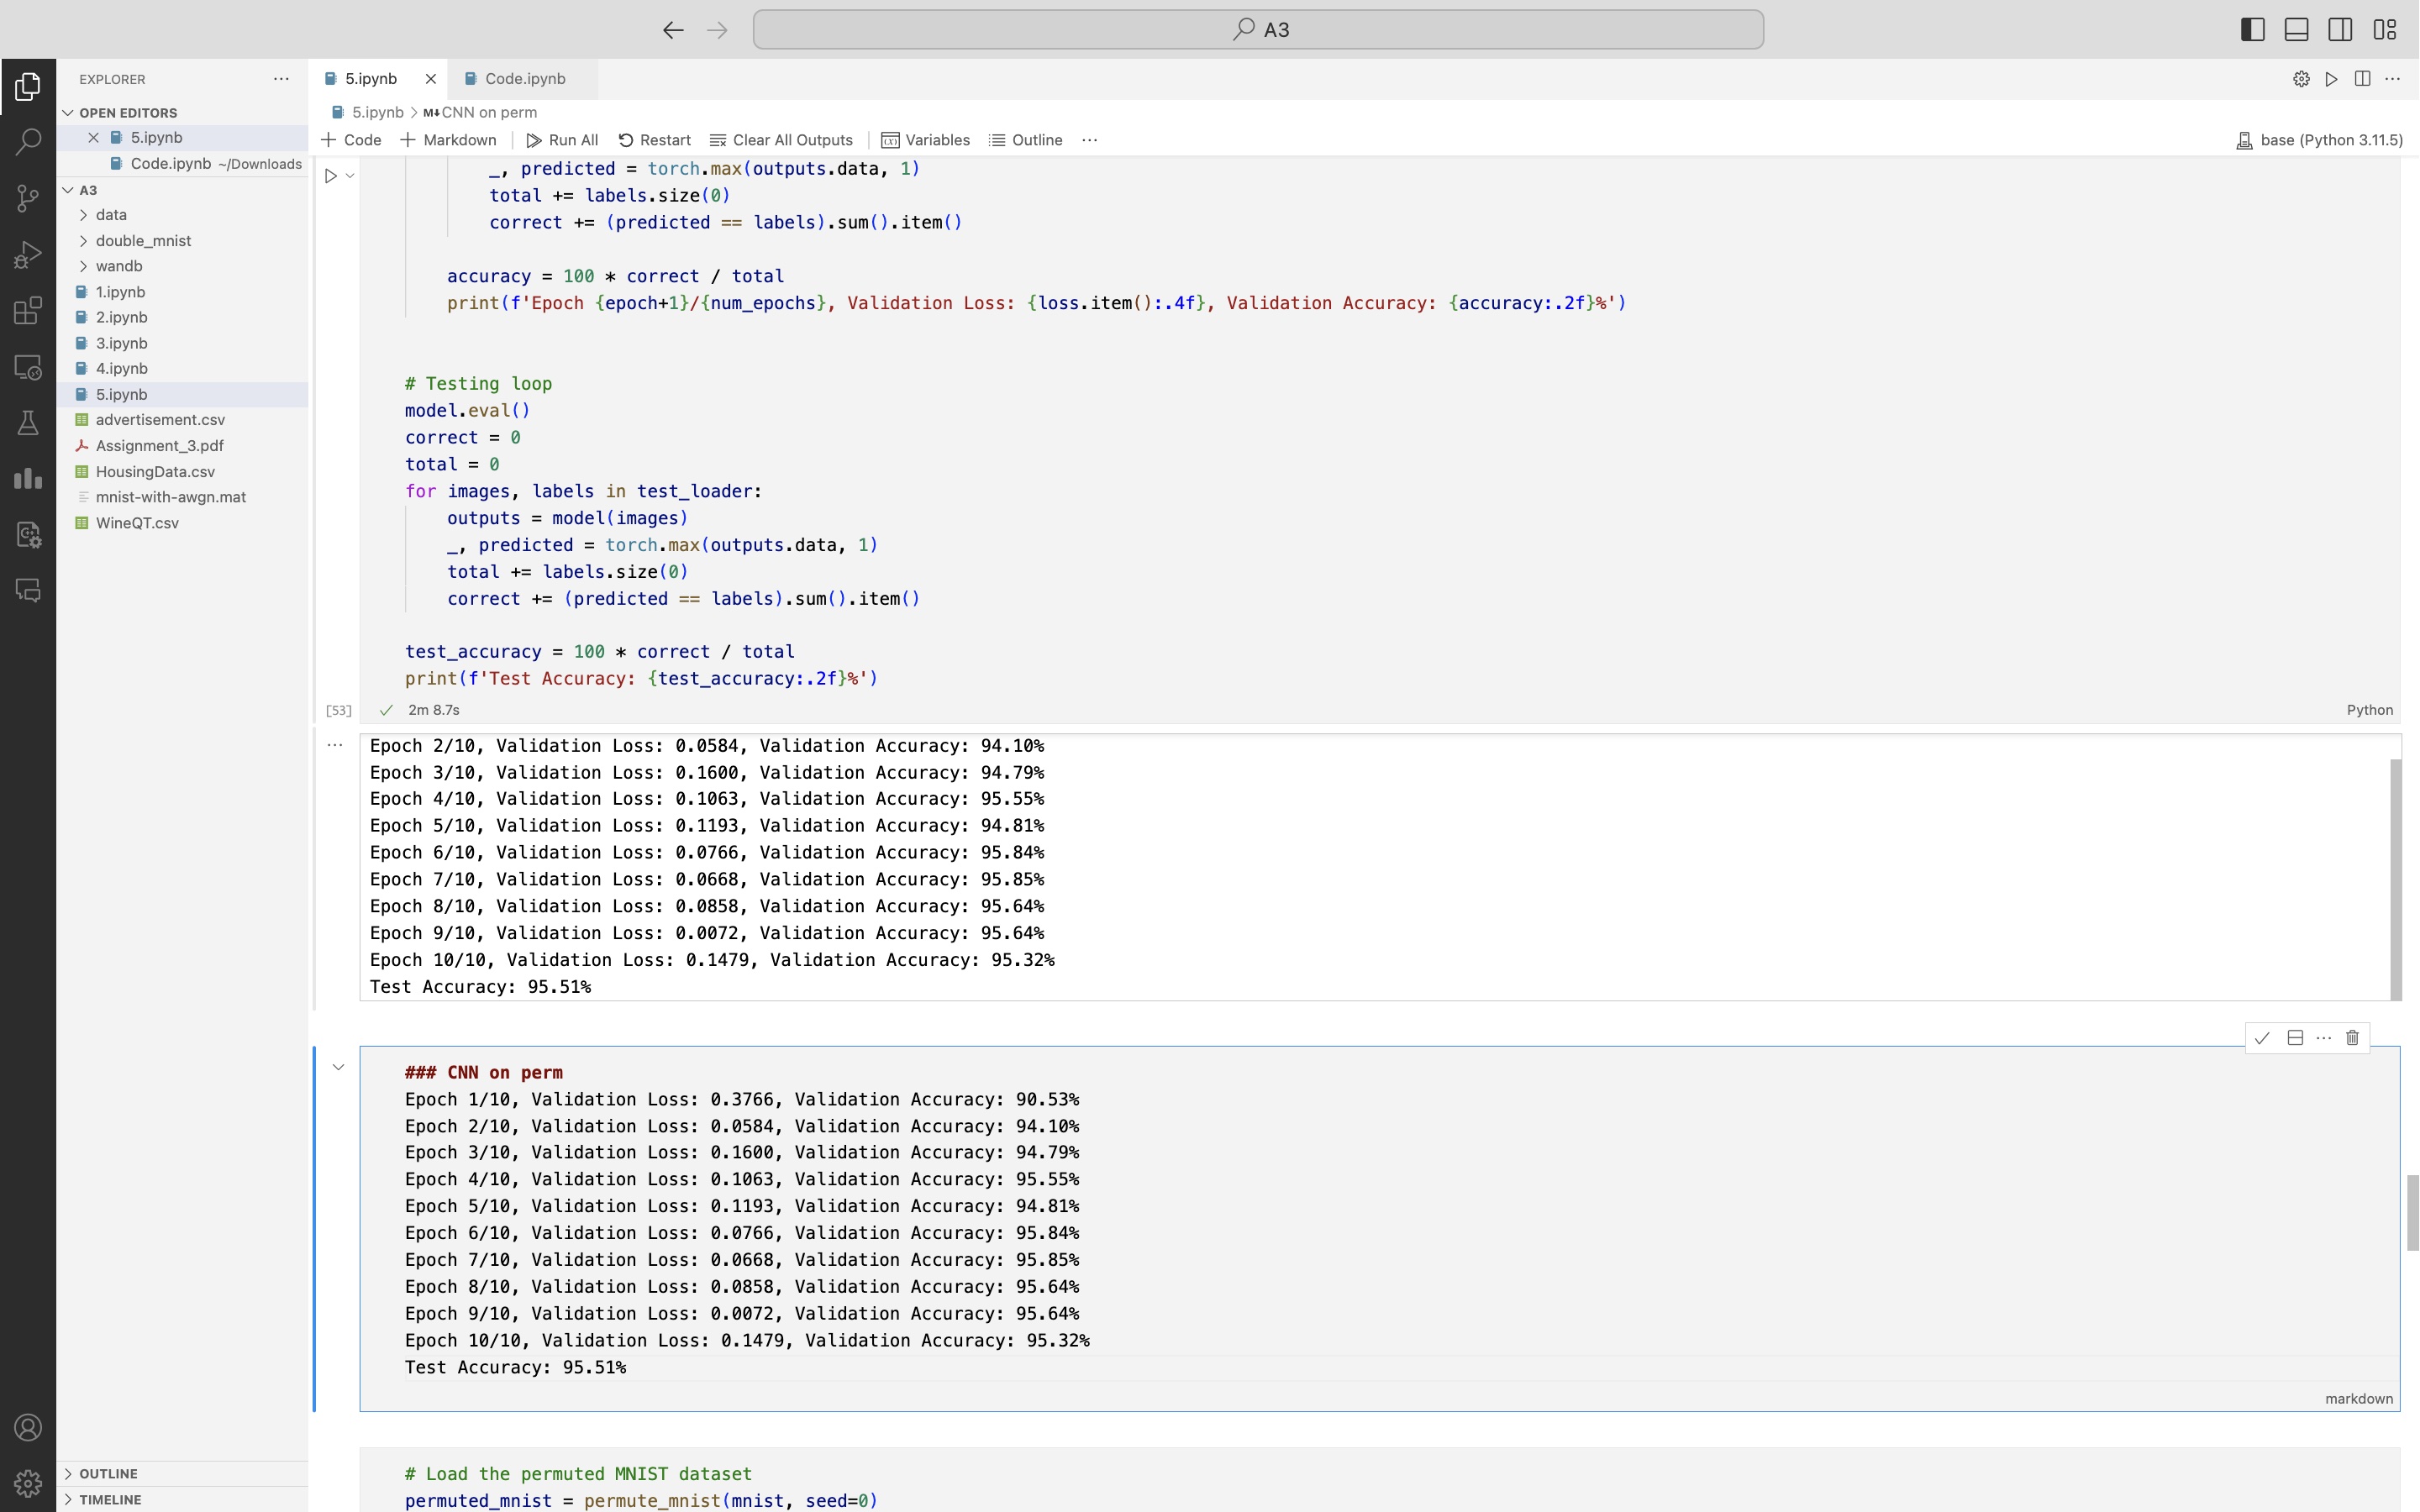 A3
EXPLORER
OPEN EDITORS
5.ipynb
Code.ipynb ~/Downloads
A3
data
double_mnist
wandb
1.ipynb
2.ipynb
3.ipynb
4.ipynb
5.ipynb
advertisement.csv
Assignment_3.pdf
HousingData.csv
mnist-with-awgn.mat
WineQT.csv
OUTLINE
TIMELINE
5.ipynb
Code.ipynb
5.ipynb > M↓CNN on perm
+ Code + Markdown Run All Restart Clear All Outputs Variables Outline ... base (Python 3.11.5)
_, predicted = torch.max(outputs.data, 1)
total += labels.size(0)
correct += (predicted == labels).sum().item()
accuracy = 100 * correct / total
print(f'Epoch {epoch+1}/{num_epochs}, Validation Loss: {loss.item():.4f}, Validation Accuracy: {accuracy:.2f}%')
# Testing loop
model.eval()
correct = 0
total = 0
for images, labels in test_loader:
outputs = model(images)
_, predicted = torch.max(outputs.data, 1)
total += labels.size(0)
correct += (predicted == labels).sum().item()
test_accuracy = 100 * correct / total
print(f'Test Accuracy: {test_accuracy:.2f}%')
[53] 2m 8.7s Python
Epoch 2/10, Validation Loss: 0.0584, Validation Accuracy: 94.10%
Epoch 3/10, Validation Loss: 0.1600, Validation Accuracy: 94.79%
Epoch 4/10, Validation Loss: 0.1063, Validation Accuracy: 95.55%
Epoch 5/10, Validation Loss: 0.1193, Validation Accuracy: 94.81%
Epoch 6/10, Validation Loss: 0.0766, Validation Accuracy: 95.84%
Epoch 7/10, Validation Loss: 0.0668, Validation Accuracy: 95.85%
Epoch 8/10, Validation Loss: 0.0858, Validation Accuracy: 95.64%
Epoch 9/10, Validation Loss: 0.0072, Validation Accuracy: 95.64%
Epoch 10/10, Validation Loss: 0.1479, Validation Accuracy: 95.32%
Test Accuracy: 95.51%
### CNN on perm
Epoch 1/10, Validation Loss: 0.3766, Validation Accuracy: 90.53%
Epoch 2/10, Validation Loss: 0.0584, Validation Accuracy: 94.10%
Epoch 3/10, Validation Loss: 0.1600, Validation Accuracy: 94.79%
Epoch 4/10, Validation Loss: 0.1063, Validation Accuracy: 95.55%
Epoch 5/10, Validation Loss: 0.1193, Validation Accuracy: 94.81%
Epoch 6/10, Validation Loss: 0.0766, Validation Accuracy: 95.84%
Epoch 7/10, Validation Loss: 0.0668, Validation Accuracy: 95.85%
Epoch 8/10, Validation Loss: 0.0858, Validation Accuracy: 95.64%
Epoch 9/10, Validation Loss: 0.0072, Validation Accuracy: 95.64%
Epoch 10/10, Validation Loss: 0.1479, Validation Accuracy: 95.32%
Test Accuracy: 95.51%
markdown
# Load the permuted MNIST dataset
permuted_mnist = permute_mnist(mnist, seed=0)